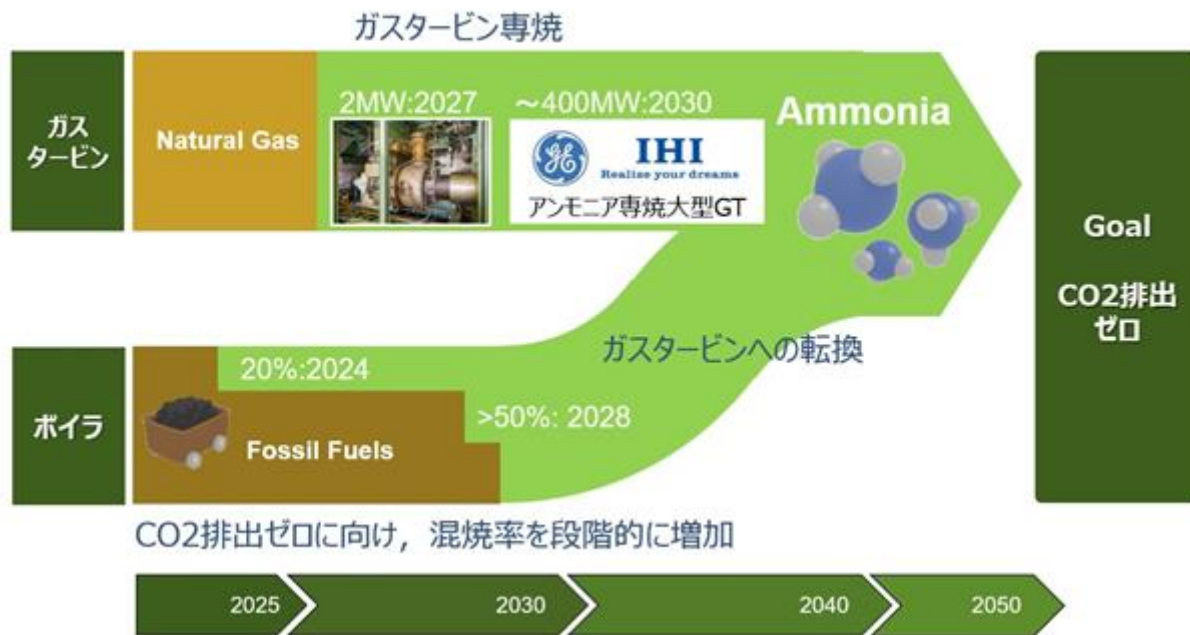 ガスタービン専焼
ガス
タービン
Natural Gas
2MW:2027
～400MW:2030
GE
IHI
Realize your dreams
アンモニア専焼大型GT
Ammonia
Goal
CO2排出
ゼロ
ガスタービンへの転換
ボイラ
20%:2024
>50%: 2028
Fossil Fuels
CO2排出ゼロに向け，混焼率を段階的に増加
2025
2030
2040
2050